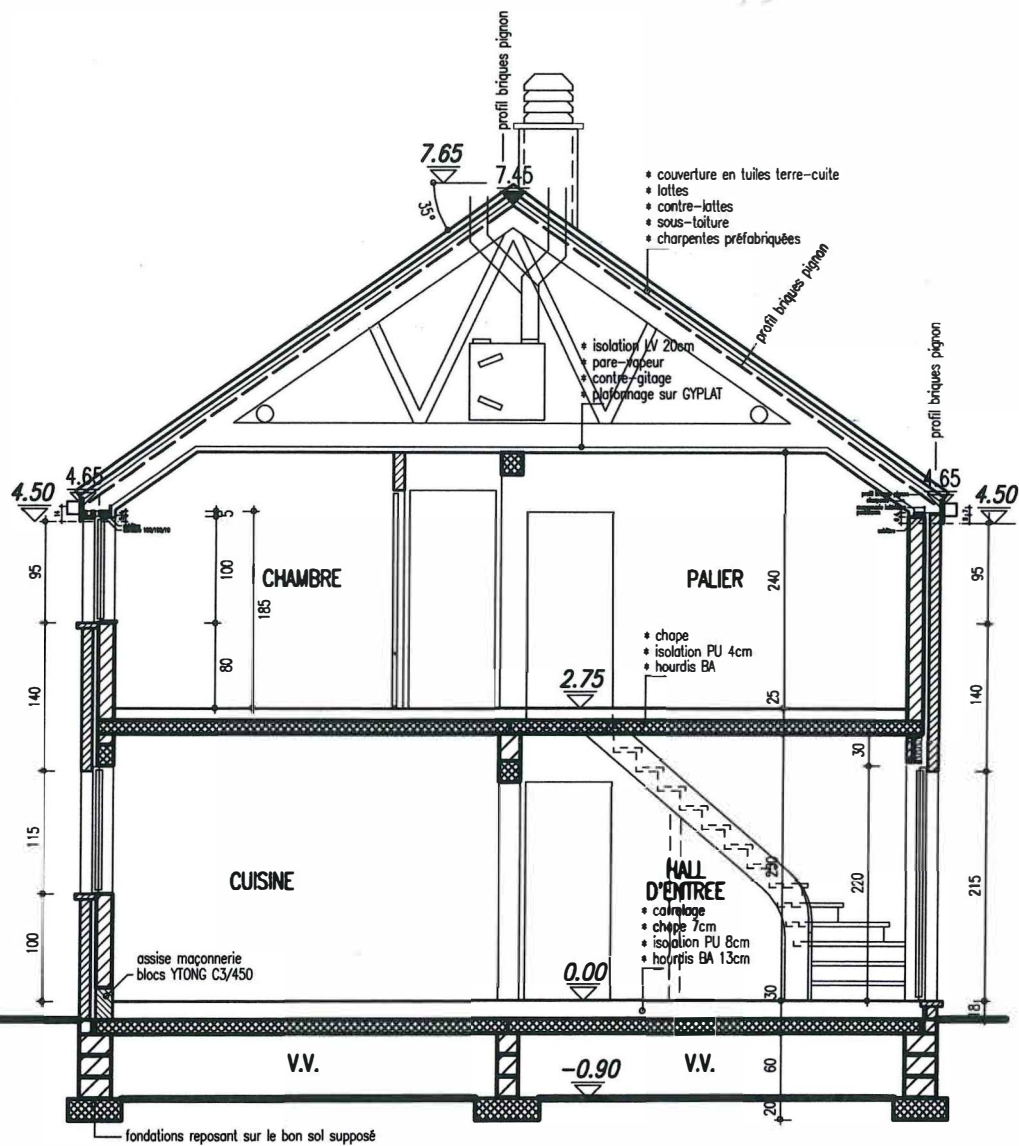 profil briques pignon
7.65
7.45
35°
* couverture en tuiles terre-cuite
* lattes
* contre-lattes
* sous-toiture
* charpentes préfabriquées
profil briques pignon
* isolation LV 20cm
* pare-vapeur
* contre-gitage
* plafonnage sur GYPLAT
profil briques pignon
4.65
4.50
4.65
4.50
5
95
100
185
CHAMBRE
PALIER
240
95
80
140
* chape
* isolation PU 4cm
* hourdis BA
2.75
25
140
30
115
CUISINE
HALL
D'ENTREE
250
220
215
* carrelage
* chape 7cm
* isolation PU 8cm
* hourdis BA 13cm
100
assise maçonnerie
blocs YTONG C3/450
0.00
30
18
V.V.
V.V.
-0.90
60
20
fondations reposant sur le bon sol supposé